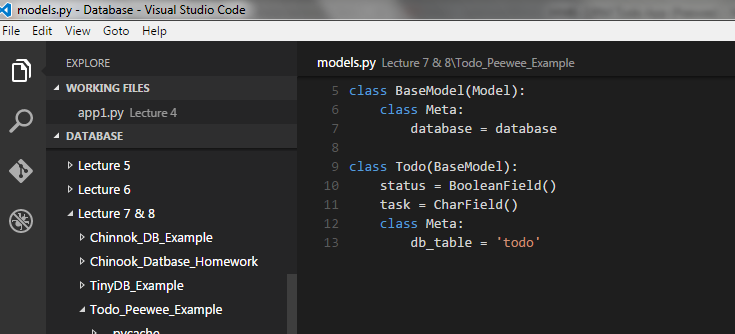 models.py - Database - Visual Studio Code
File Edit View Goto Help
EXPLORE
WORKING FILES
app1.py Lecture 4
DATABASE
Lecture 5
Lecture 6
Lecture 7 & 8
Chinnok_DB_Example
Chinook_Datbase_Homework
TinyDB_Example
Todo_Peewee_Example
pycache
models.py Lecture 7 & 8\Todo_Peewee_Example
5 class BaseModel(Model):
6 class Meta:
7 database = database
8
9 class Todo(BaseModel):
10 status = BooleanField()
11 task = CharField()
12 class Meta:
13 db_table = 'todo'